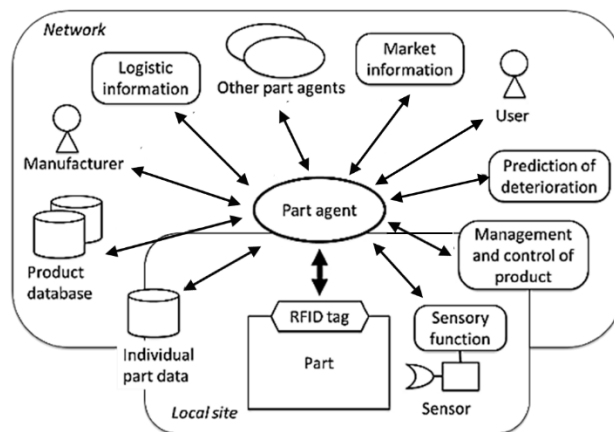 Network
Logistic
information
Other part agents
Market
information
User
Manufacturer
Prediction of
deterioration
Part agent
Product
database
Management
and control of
product
Individual
part data
RFID tag
Part
Sensory
function
Sensor
Local site